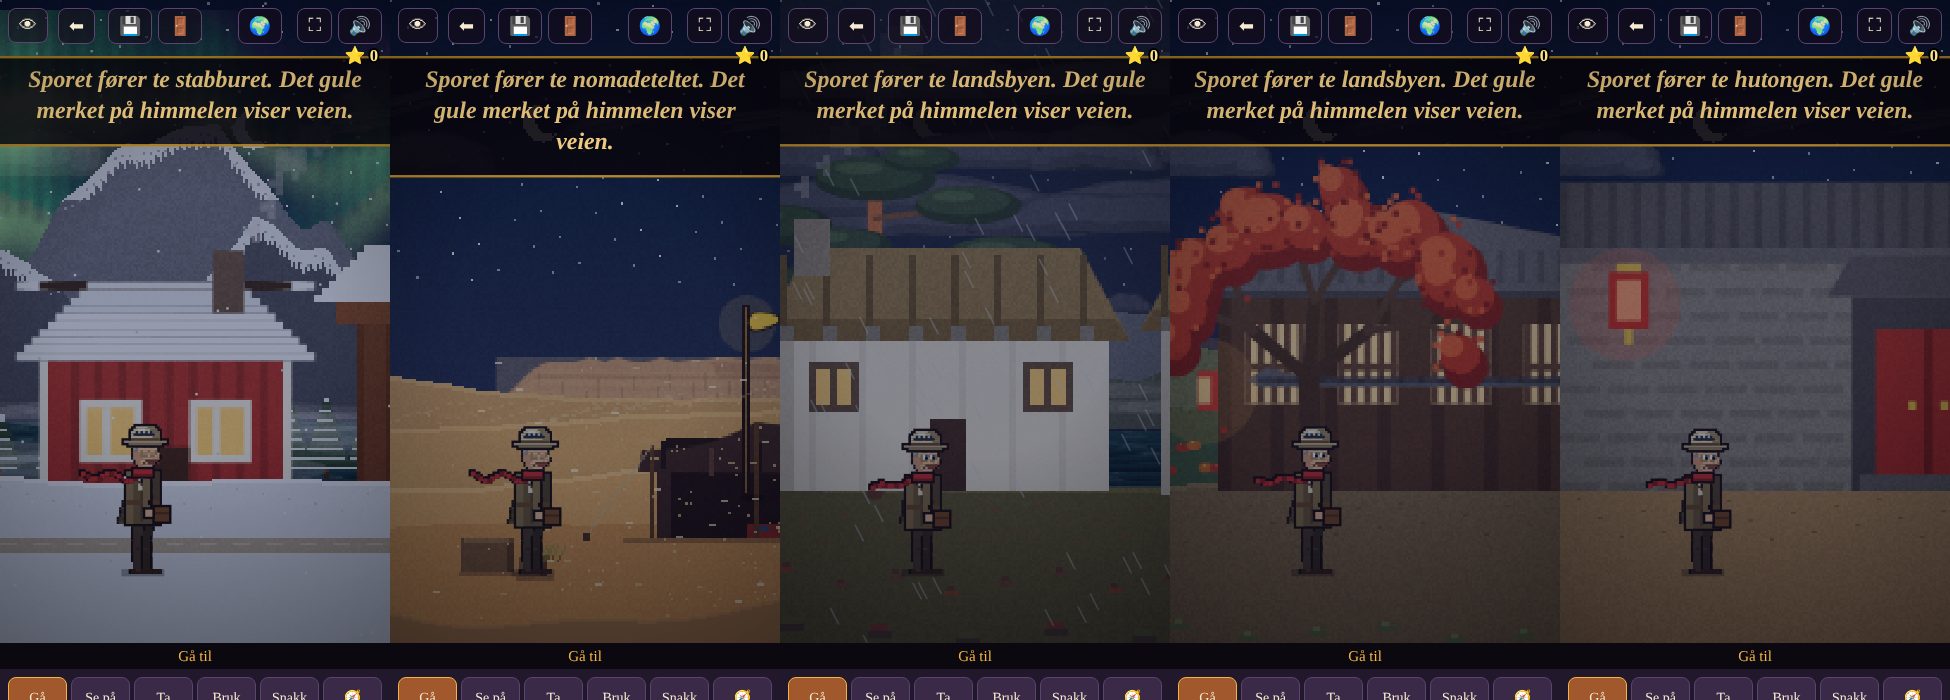 0
Sporet fører te stabburet. Det gule
merket på himmelen viser veien.
Gå til
Gå
Se på
Ta
Bruk
Snakk
0
Sporet fører te nomadeteltet. Det
gule merket på himmelen viser
veien.
Gå til
Gå
Se på
Ta
Bruk
Snakk
0
Sporet fører te landsbyen. Det gule
merket på himmelen viser veien.
Gå til
Gå
Se på
Ta
Bruk
Snakk
0
Sporet fører te landsbyen. Det gule
merket på himmelen viser veien.
Gå til
Gå
Se på
Ta
Bruk
Snakk
0
Sporet fører te hutongen. Det gule
merket på himmelen viser veien.
Gå til
Gå
Se på
Ta
Bruk
Snakk